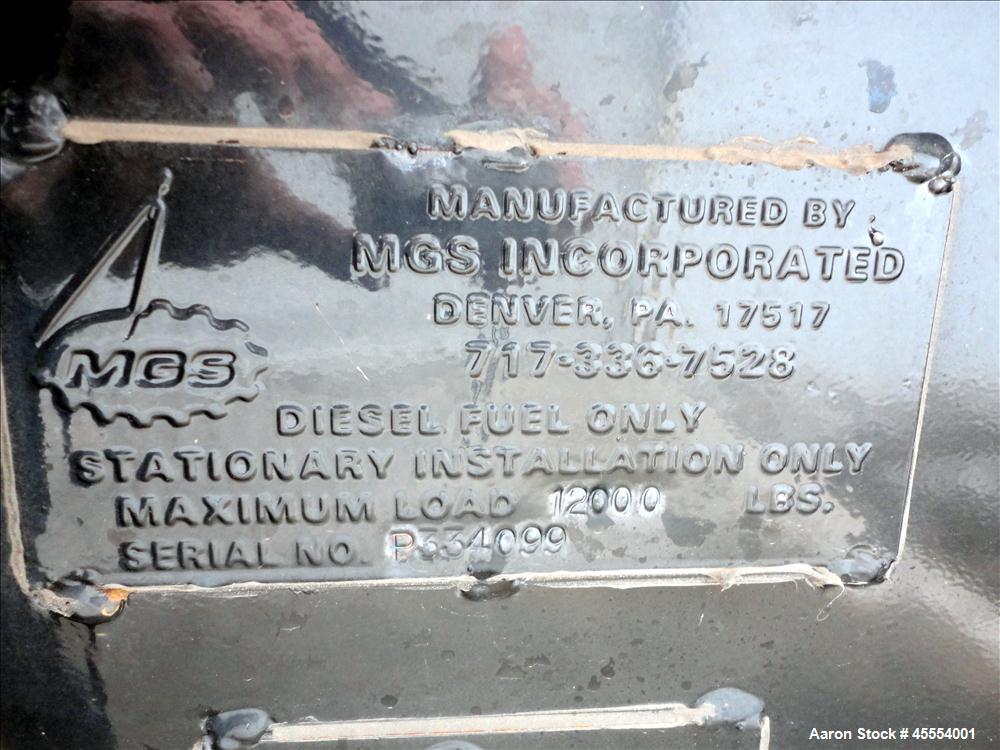 MANUFACTURED BY
MGS INCORPORATED
DENVER, PA. 17517
717-336-7528
MGS
DIESEL FUEL ONLY
STATIONARY INSTALLATION ONLY
MAXIMUM LOAD 12000 LBS.
SERIAL NO. P334099
Aaron Stock # 45554001